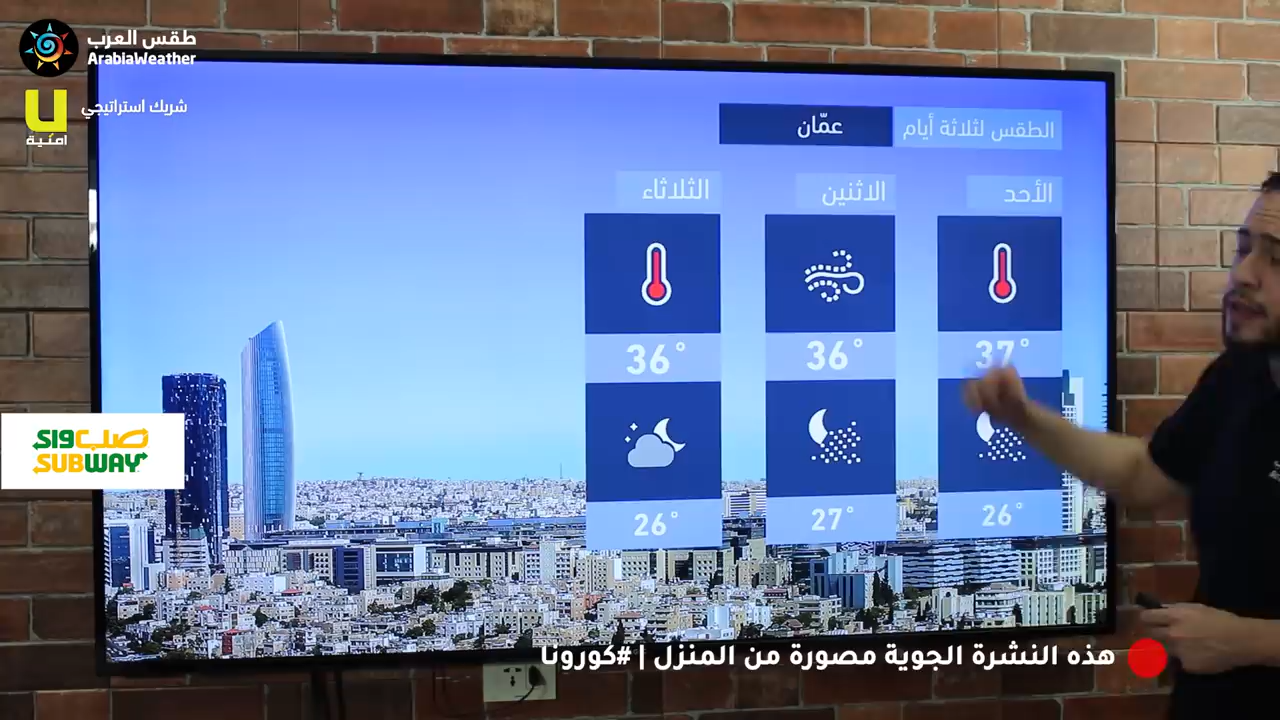 طقس العرب
ArabiaWeather
شريك استراتيجي
U
امنية
الطقس لثلاثة أيام
عمّان
الأحد
الاثنين
الثلاثاء
37°
36°
36°
26°
27°
26°
صب واي
SUBWAY
هذه النشرة الجوية مصورة من المنزل | #كورونا